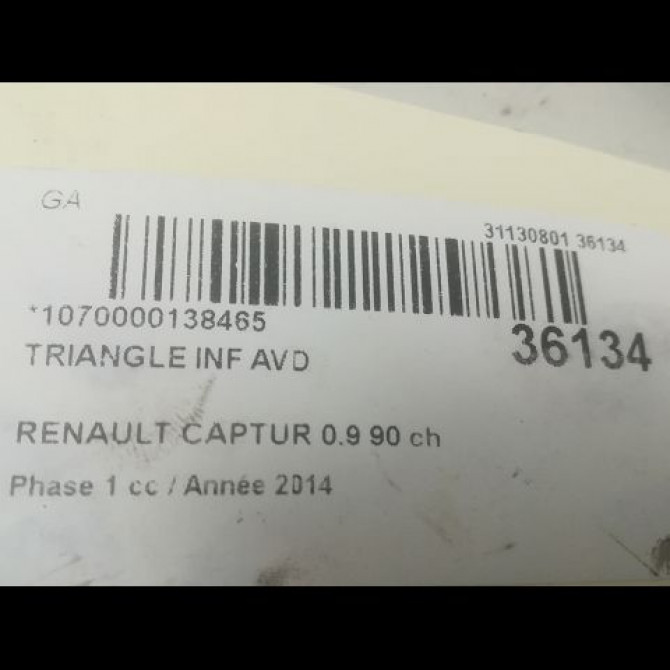 GA
31130801 36134
*1070000138465
36134
TRIANGLE INF AVD
RENAULT CAPTUR 0.9 90 ch
Phase 1 cc / Année 2014